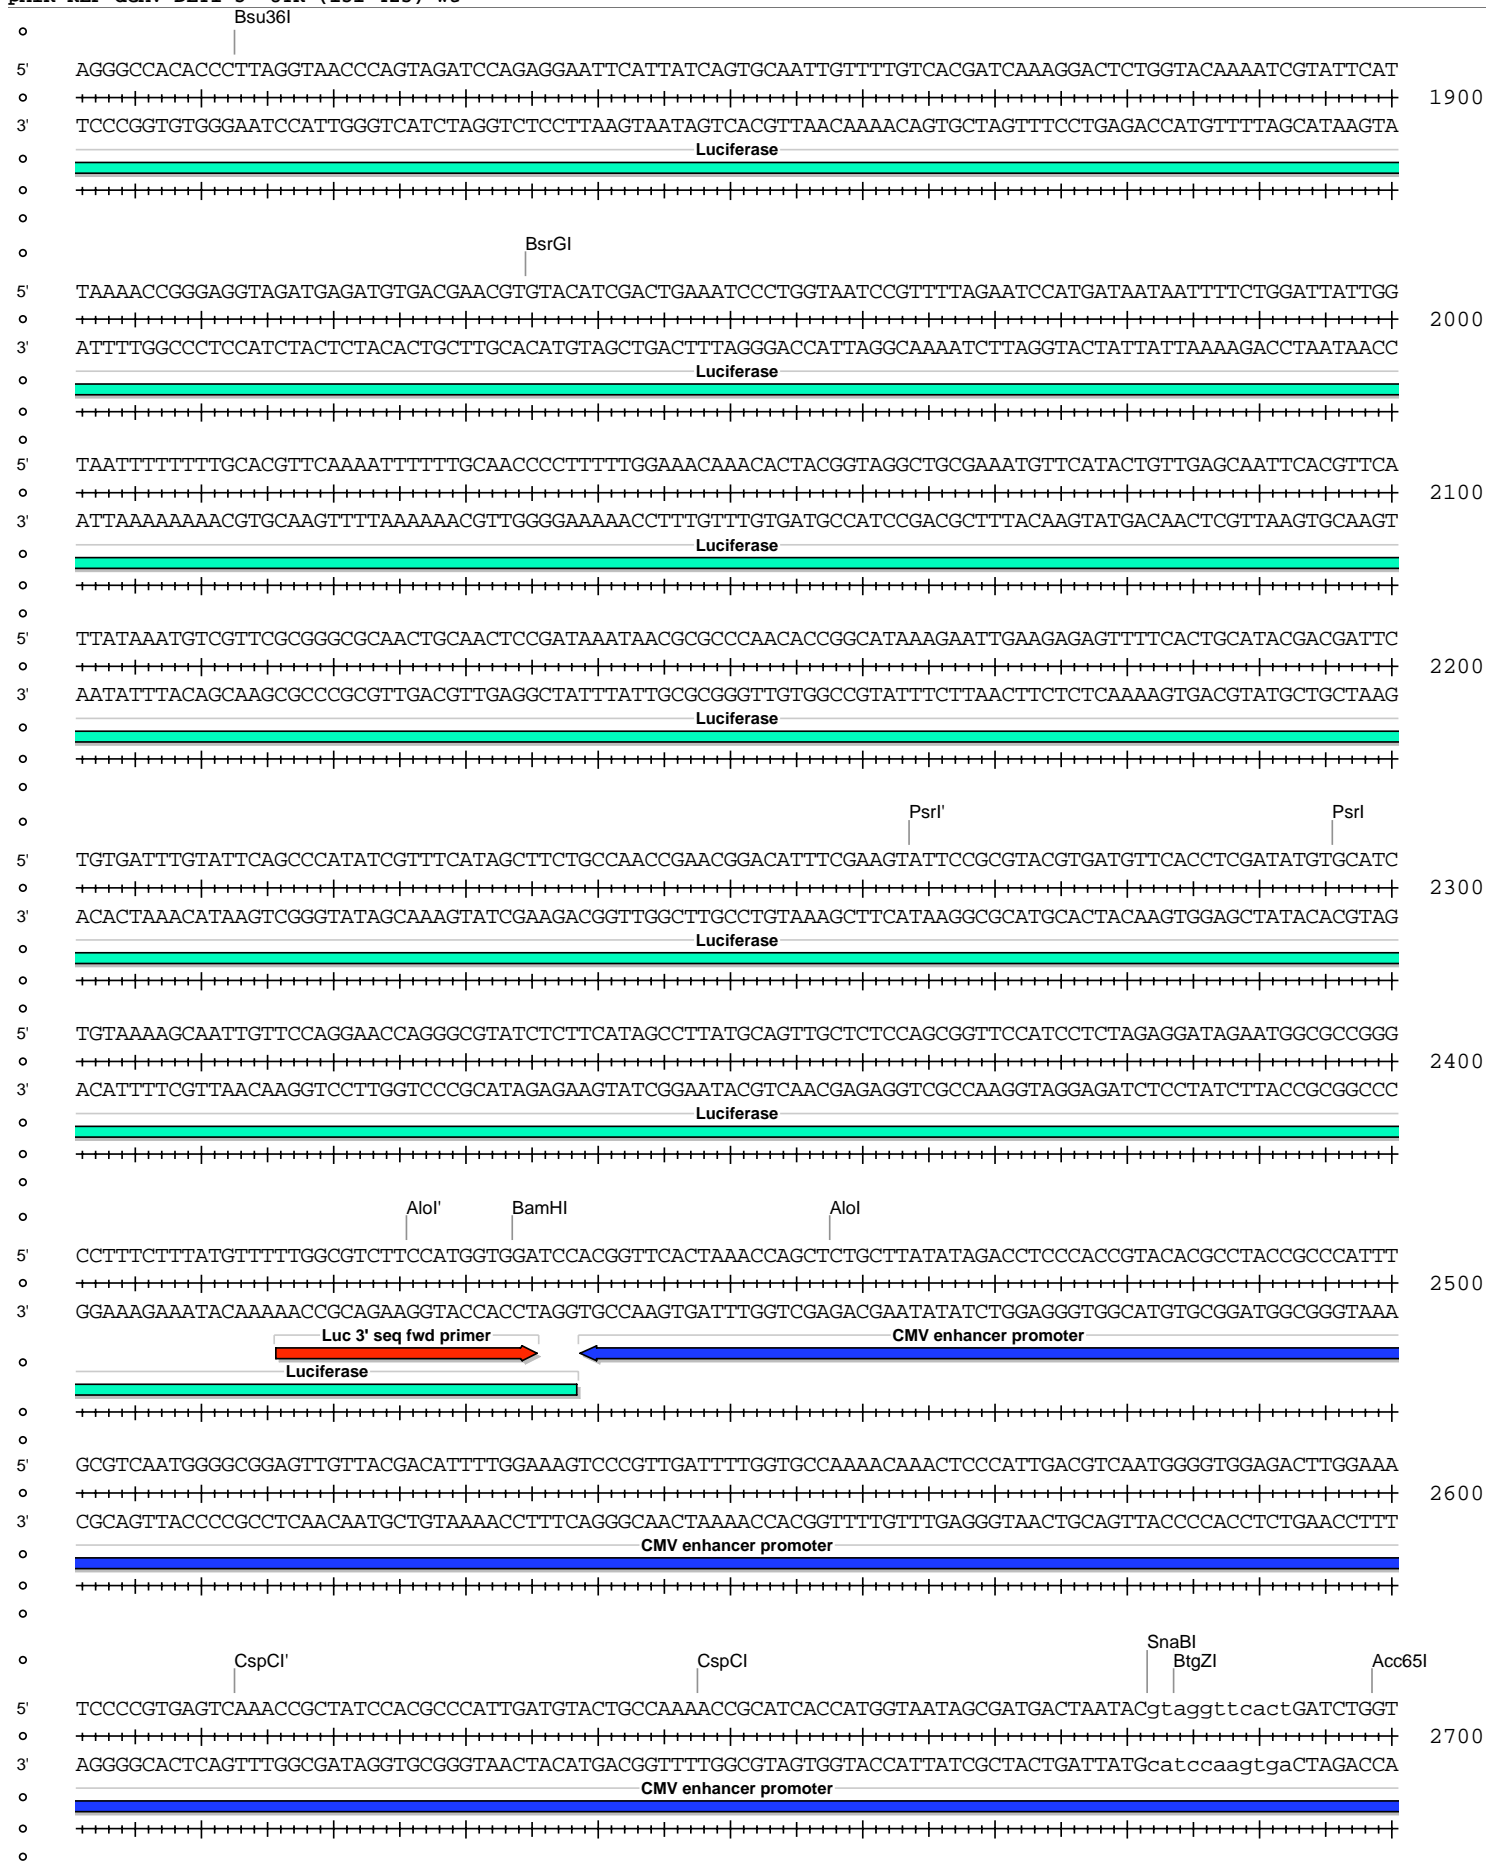 Bsu36I
5' AGGGCCACACCCTTAGGTAACCCAGTAGATCCAGAGGAATTCATTATCAGTGCAATTGTTTTGTCACGATCAAAGGACTCTGGTACAAAATCGTATTCAT
1900
3' TCCCGGTGTGGGAATCCATTGGGTCATCTAGGTCTCCTTAAGTAATAGTCACGTTAACAAAACAGTGCTAGTTTCCTGAGACCATGTTTTAGCATAAGTA
Luciferase
BsrGI
5' TAAAACCGGGAGGTAGATGAGATGTGACGAACGTGTACATCGACTGAAATCCCTGGTAATCCGTTTTAGAATCCATGATAATAATTTTCTGGATTATTGG
2000
3' ATTTTGGCCCTCCATCTACTCTACACTGCTTGCACATGTAGCTGACTTTAGGGACCATTAGGCAAAATCTTAGGTACTATTATTAAAAGACCTAATAACC
Luciferase
5' TAATTTTTTTTGCACGTTCAAAATTTTTTGCAACCCCTTTTTGGAAACAAACACTACGGTAGGCTGCGAAATGTTCATACTGTTGAGCAATTCACGTTCA
2100
3' ATTAAAAAAAACGTGCAAGTTTTAAAAAACGTTGGGGAAAAACCTTTGTTTGTGATGCCATCCGACGCTTTACAAGTATGACAACTCGTTAAGTGCAAGT
Luciferase
5' TTATAAATGTCGTTCGCGGGCGCAACTGCAACTCCGATAAATAACGCGCCCAACACCGGCATAAAGAATTGAAGAGAGTTTTCACTGCATACGACGATTC
2200
3' AATATTTACAGCAAGCGCCCGCGTTGACGTTGAGGCTATTTATTGCGCGGGTTGTGGCCGTATTTCTTAACTTCTCTCAAAAGTGACGTATGCTGCTAAG
Luciferase
PsrI' PsrI
5' TGTGATTTGTATTCAGCCCATATCGTTTCATAGCTTCTGCCAACCGAACGGACATTTCGAAGTATTCCGCGTACGTGATGTTCACCTCGATATGTGCATC
2300
3' ACACTAAACATAAGTCGGGTATAGCAAAGTATCGAAGACGGTTGGCTTGCCTGTAAAGCTTCATAAGGCGCATGCACTACAAGTGGAGCTATACACGTAG
Luciferase
5' TGTAAAAGCAATTGTTCCAGGAACCAGGGCGTATCTCTTCATAGCCTTATGCAGTTGCTCTCCAGCGGTTCCATCCTCTAGAGGATAGAATGGCGCCGGG
2400
3' ACATTTTCGTTAACAAGGTCCTTGGTCCCGCATAGAGAAGTATCGGAATACGTCAACGAGAGGTCGCCAAGGTAGGAGATCTCCTATCTTACCGCGGCCC
Luciferase
AloI' BamHI AloI
5' CCTTTCTTTATGTTTTTGGCGTCTTCCATGGTGGATCCACGGTTCACTAAACCAGCTCTGCTTATATAGACCTCCCACCGTACACGCCTACCGCCCATTT
2500
3' GGAAAGAAATACAAAAACCGCAGAAGGTACCACCTAGGTGCCAAGTGATTTGGTCGAGACGAATATATCTGGAGGGTGGCATGTGCGGATGGCGGGTAAA
Luc 3' seq fwd primer CMV enhancer promoter
Luciferase
5' GCGTCAATGGGGCGGAGTTGTTACGACATTTTGGAAAGTCCCGTTGATTTTGGTGCCAAAACAAACTCCCATTGACGTCAATGGGGTGGAGACTTGGAAA
2600
3' CGCAGTTACCCCGCCTCAACAATGCTGTAAAACCTTTCAGGGCAACTAAAACCACGGTTTTGTTTGAGGGTAACTGCAGTTACCCCACCTCTGAACCTTT
CMV enhancer promoter
SnaBI
CspCI' CspCI BtgZI Acc65I
5' TCCCCGTGAGTCAAACCGCTATCCACGCCCATTGATGTACTGCCAAAACCGCATCACCATGGTAATAGCGATGACTAATACgtaggttcactGATCTGGT
2700
3' AGGGGCACTCAGTTTGGCGATAGGTGCGGGTAACTACATGACGGTTTTGGCGTAGTGGTACCATTATCGCTACTGATTATGcatccaagtgaCTAGACCA
CMV enhancer promoter